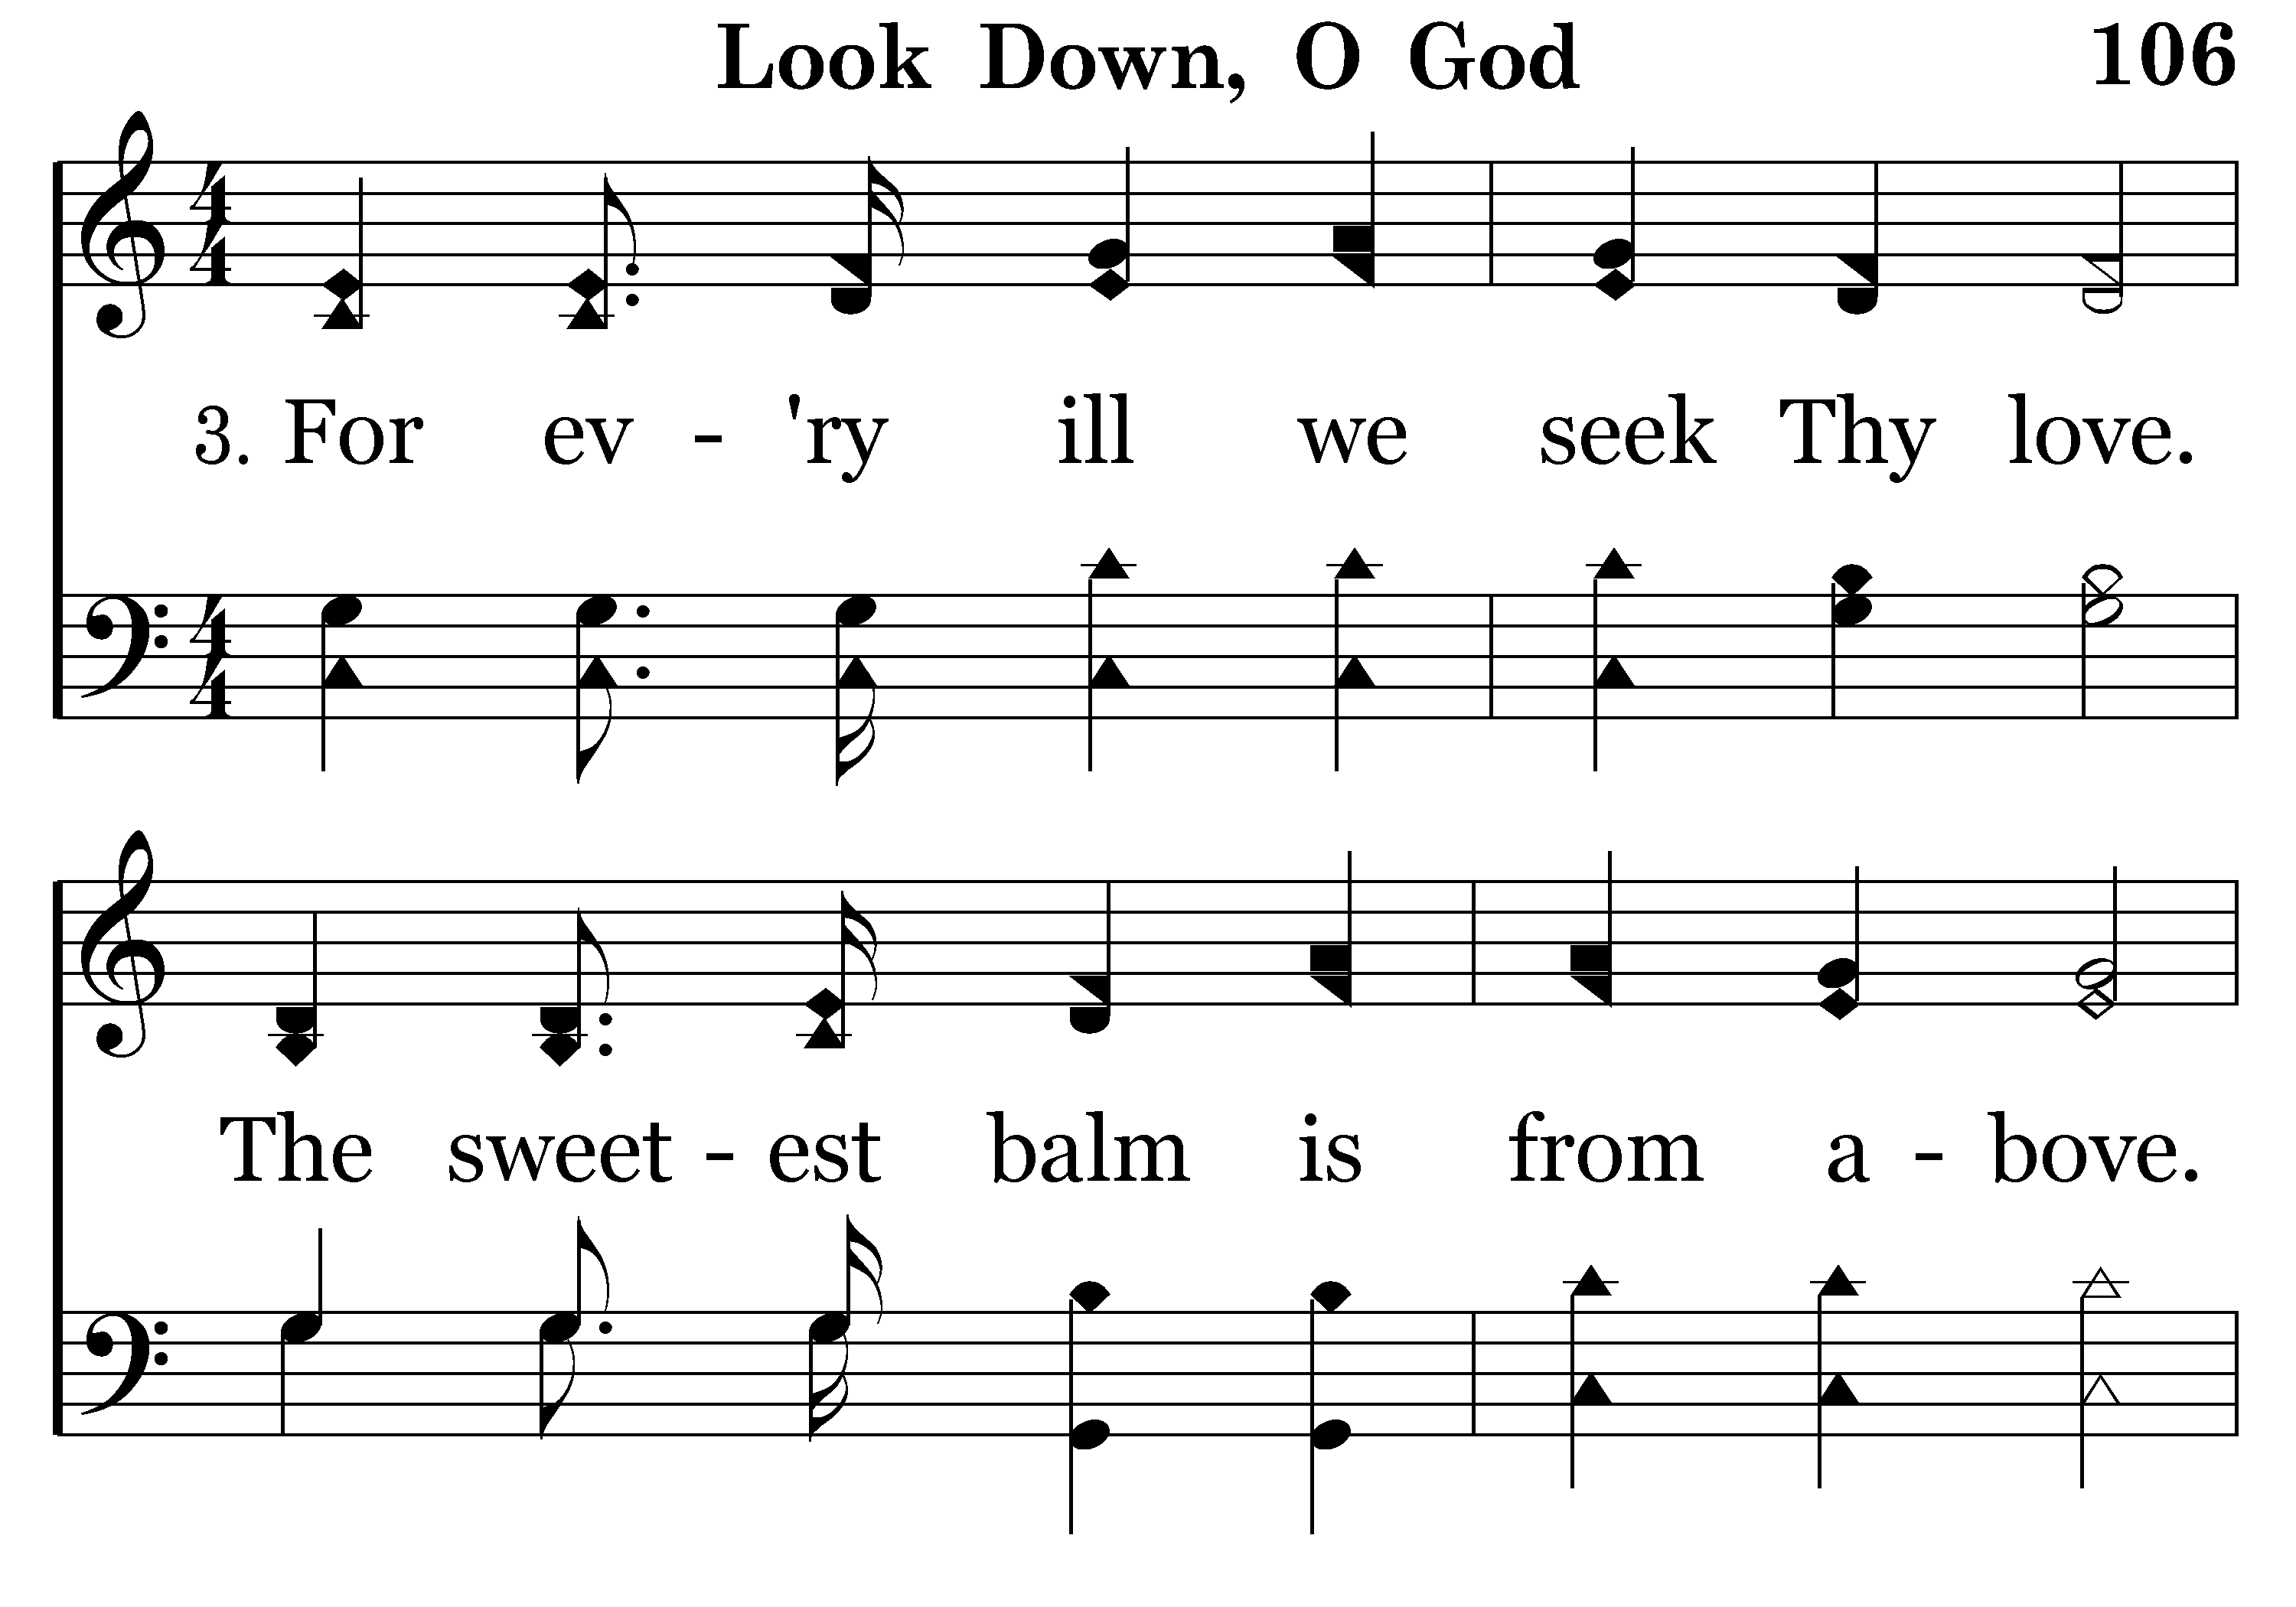 Look Down, O God 106
3. For ev - 'ry ill we seek Thy love.
The sweet - est balm is from a - bove.